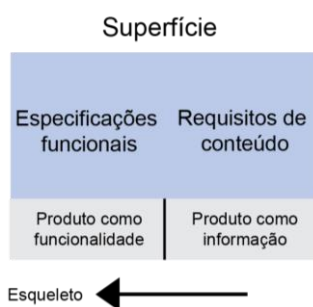 Superfície
Especificações funcionais
Requisitos de conteúdo
Produto como funcionalidade
Produto como informação
Esqueleto